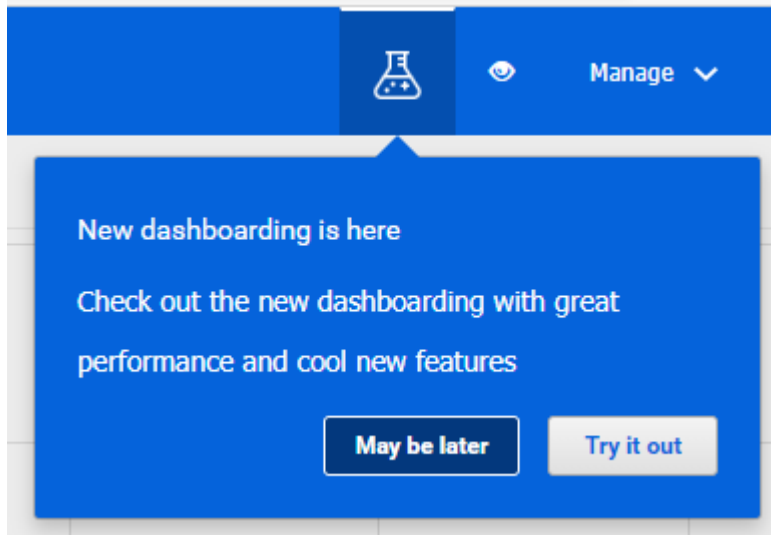 Manage
New dashboarding is here
Check out the new dashboarding with great
performance and cool new features
May be later
Try it out